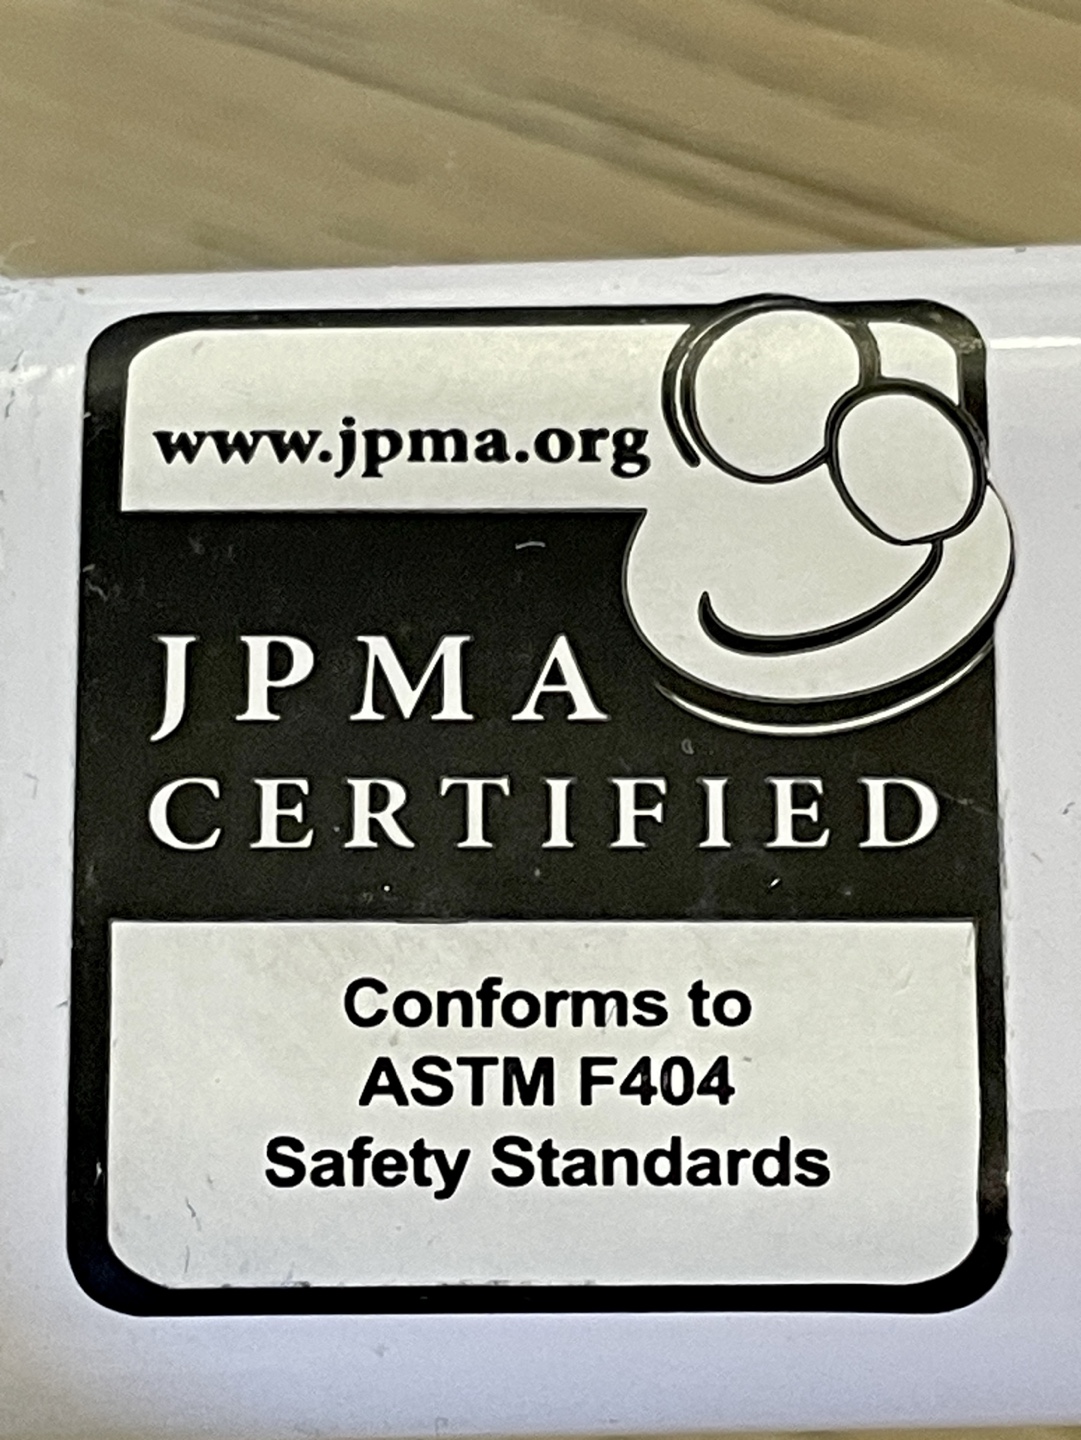 www.jpma.org
JPMA
CERTIFIED
Conforms to
ASTM F404
Safety Standards